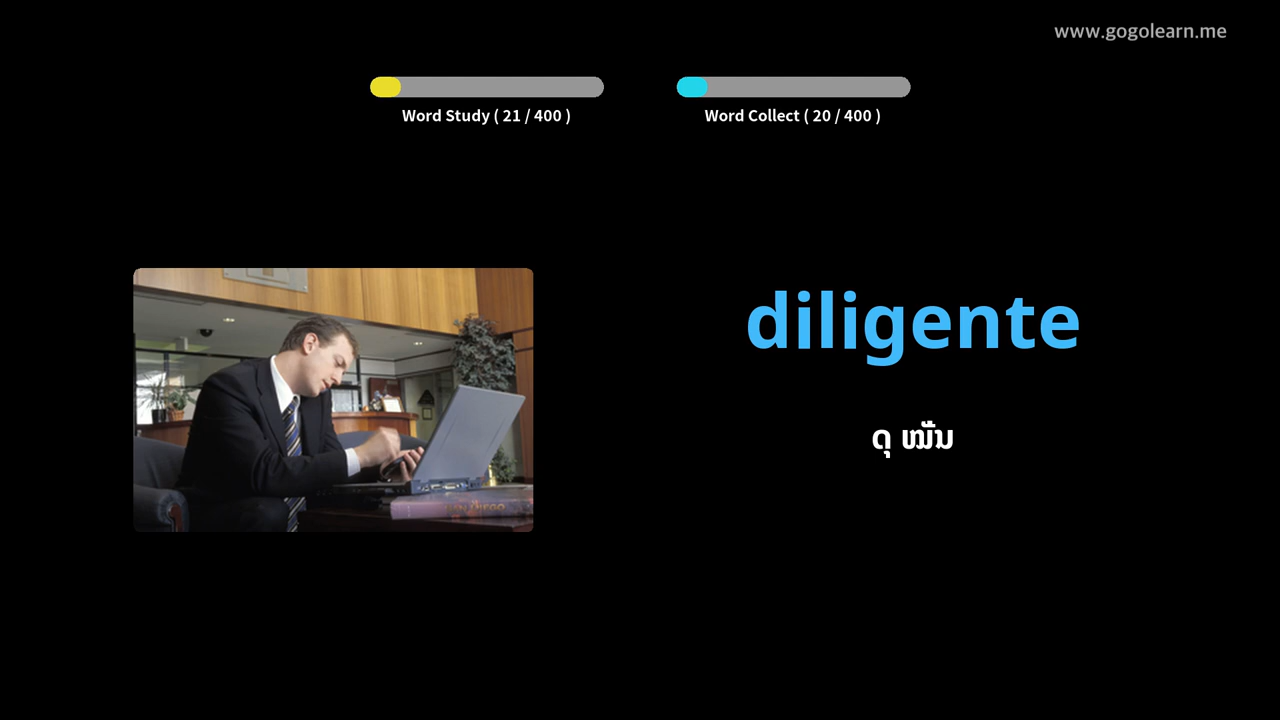 www.gogolearn.me
Word Study ( 21 / 400 )
Word Collect ( 20 / 400 )
diligente
ດຸ ໝັ່ນ